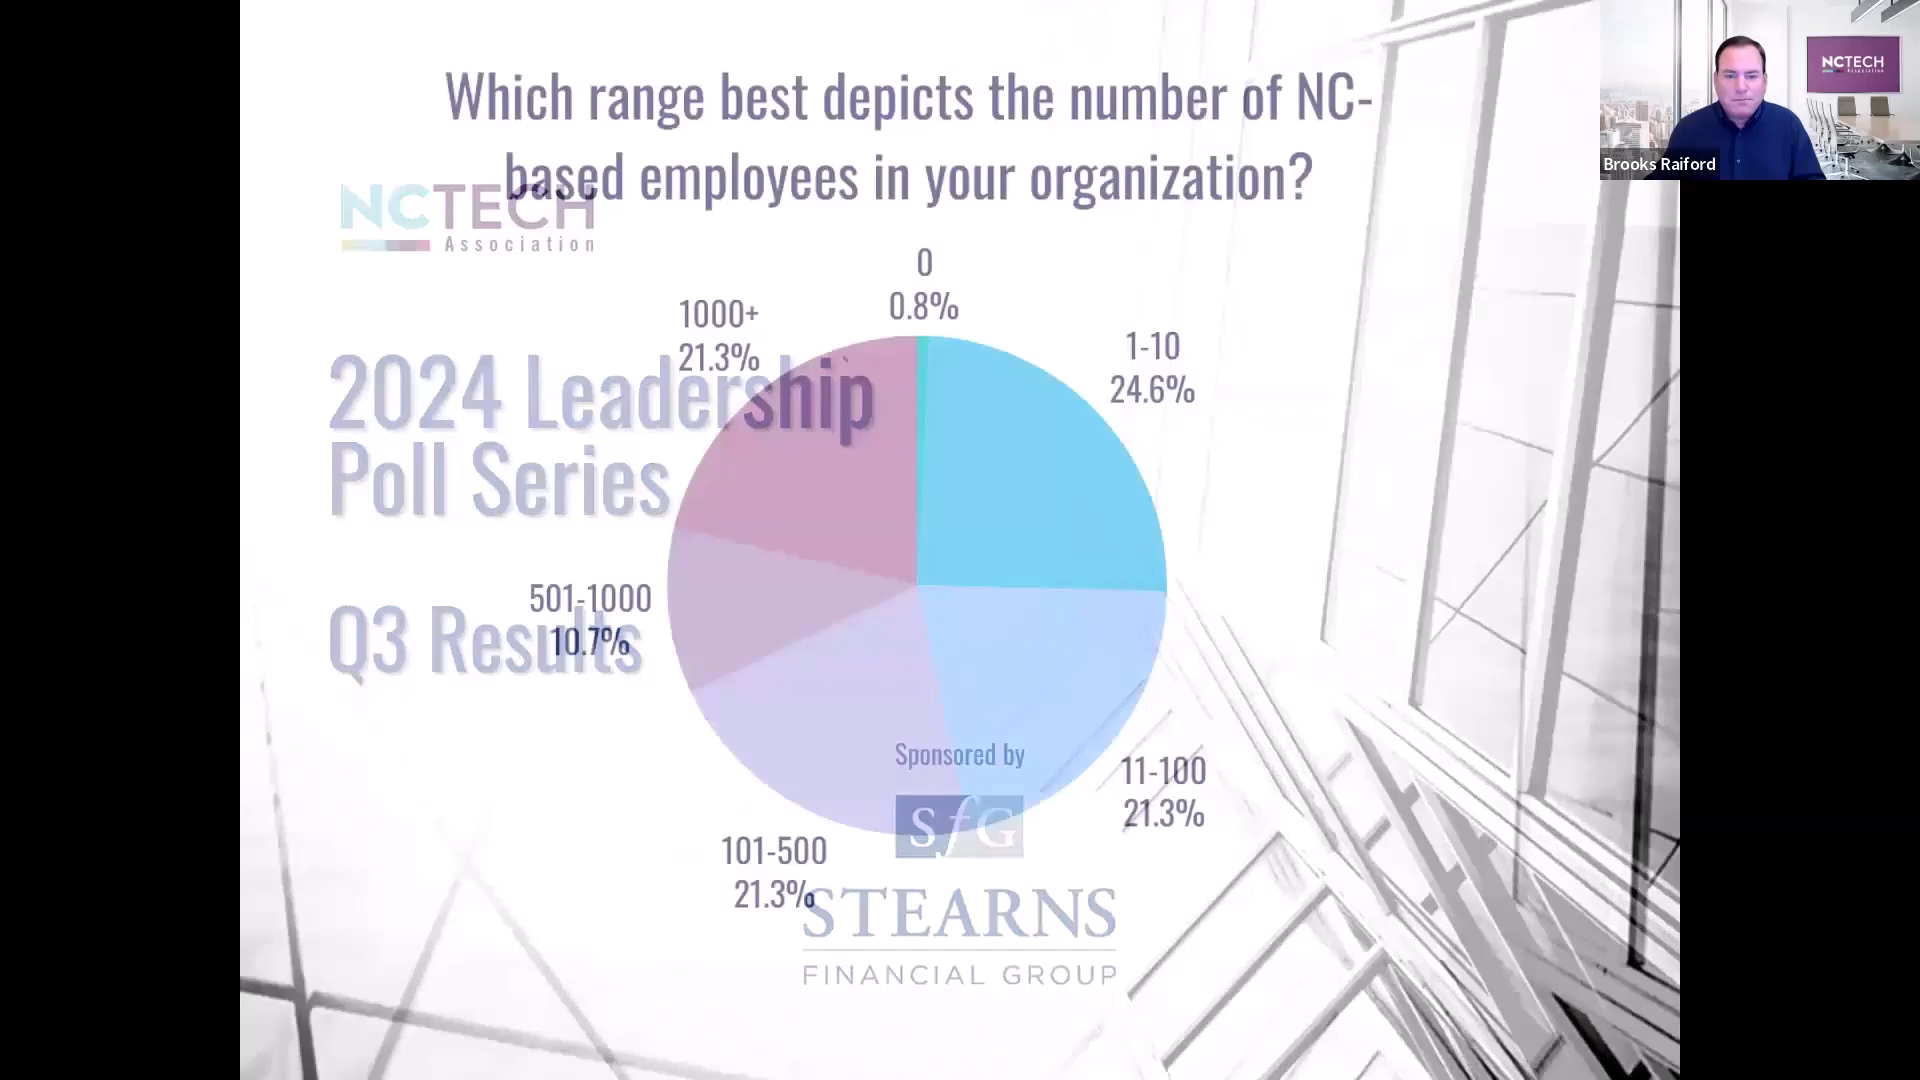 Which range best depicts the number of NC-
based employees in your organization?
NCTECH
Association
NCTECH
Association
Brooks Raiford
0
0.8%
1000+
21.3%
1-10
24.6%
2024 Leadership
Poll Series
501-1000
10.7%
Q3 Results
11-100
21.3%
101-500
21.3%
Sponsored by
SfG
STEARNS
FINANCIAL GROUP